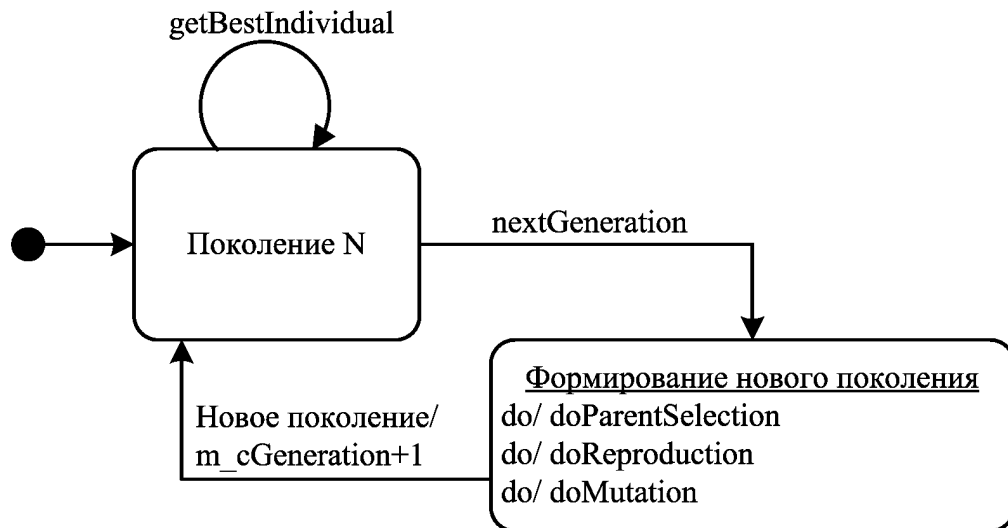 getBestIndividual
Поколение N
nextGeneration
Формирование нового поколения
do/ doParentSelection
do/ doReproduction
do/ doMutation
Новое поколение/
m_cGeneration+1